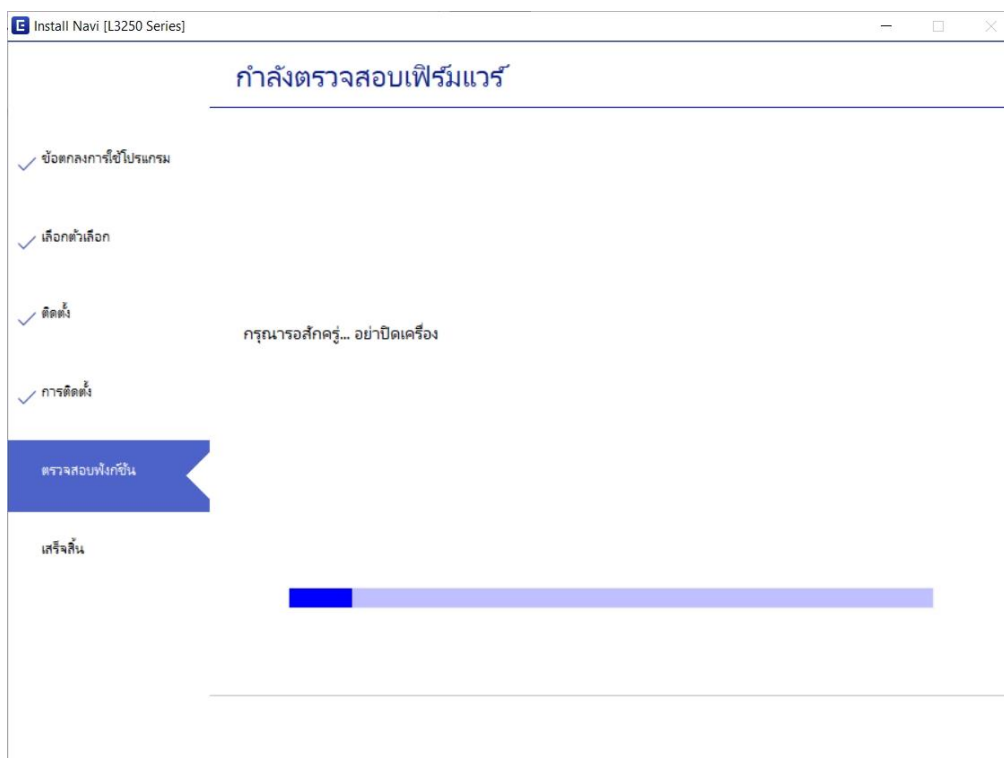 Install Navi [L3250 Series]
กำลังตรวจสอบเฟิร์มแวร์
ข้อตกลงการใช้โปรแกรม
เลือกตัวเลือก
ติดตั้ง
กรุณารอสักครู่... อย่าปิดเครื่อง
การติดตั้ง
ตรวจสอบฟังก์ชัน
เสร็จสิ้น